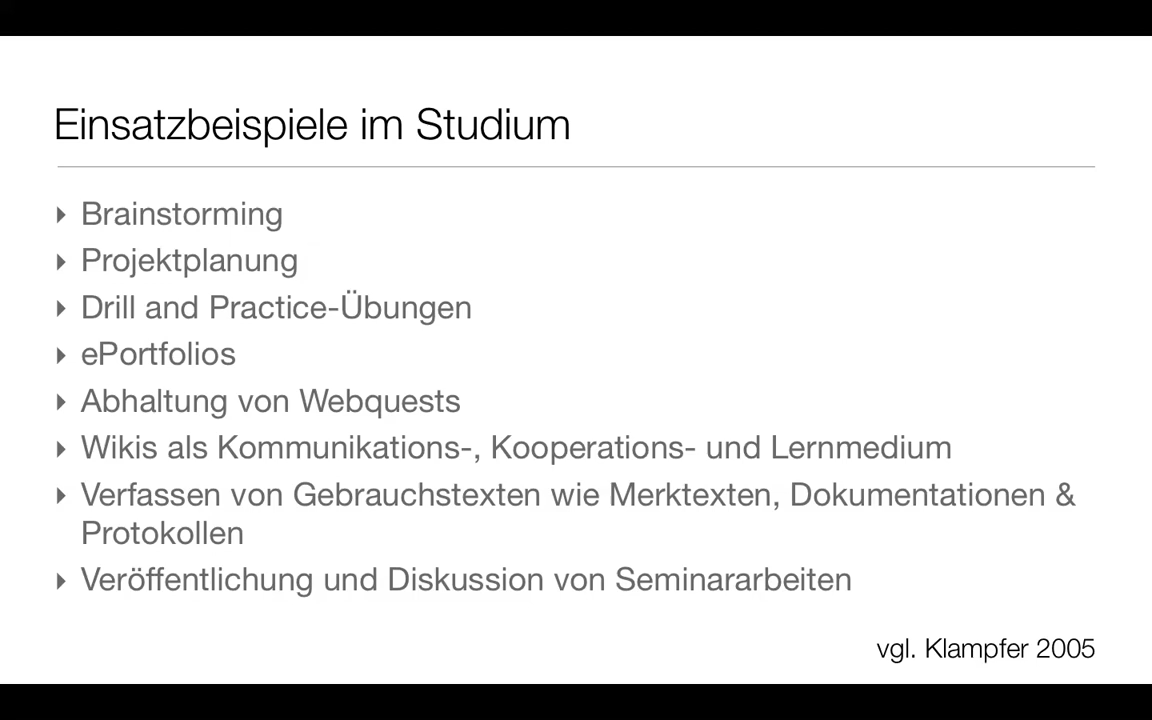 Einsatzbeispiele im Studium
Brainstorming
Projektplanung
Drill and Practice-Übungen
ePortfolios
Abhaltung von Webquests
Wikis als Kommunikations-, Kooperations- und Lernmedium
Verfassen von Gebrauchstexten wie Merktexten, Dokumentationen &
Protokollen
Veröffentlichung und Diskussion von Seminararbeiten
vgl. Klampfer 2005